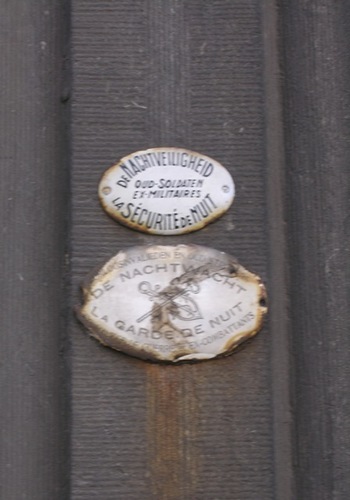 DE NACHTVEILIGHEID
OUD-SOLDATEN
EX-MILITAIRES
LA SÉCURITÉ DE NUIT
DE NACHTWACHT
LA GARDE DE NUIT